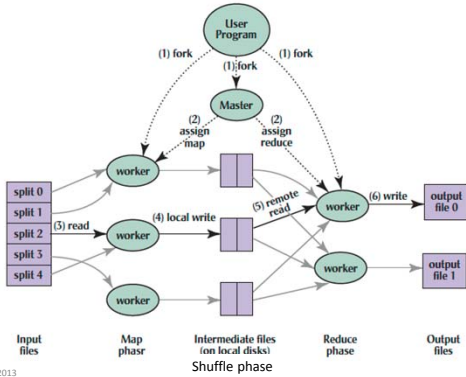 User
Program
(1) fork
(1) fork
(1) fork
Master
(2)
assign
map
(2)
assign
reduce
worker
split 0
split 1
split 2
split 3
split 4
(3) read
worker
(4) local write
(5) remote
read
worker
(6) write
output
file 0
worker
worker
output
file 1
Input
files
Map
phasr
Intermediate files
(on local disks)
Reduce
phase
Output
files
Shuffle phase
2013